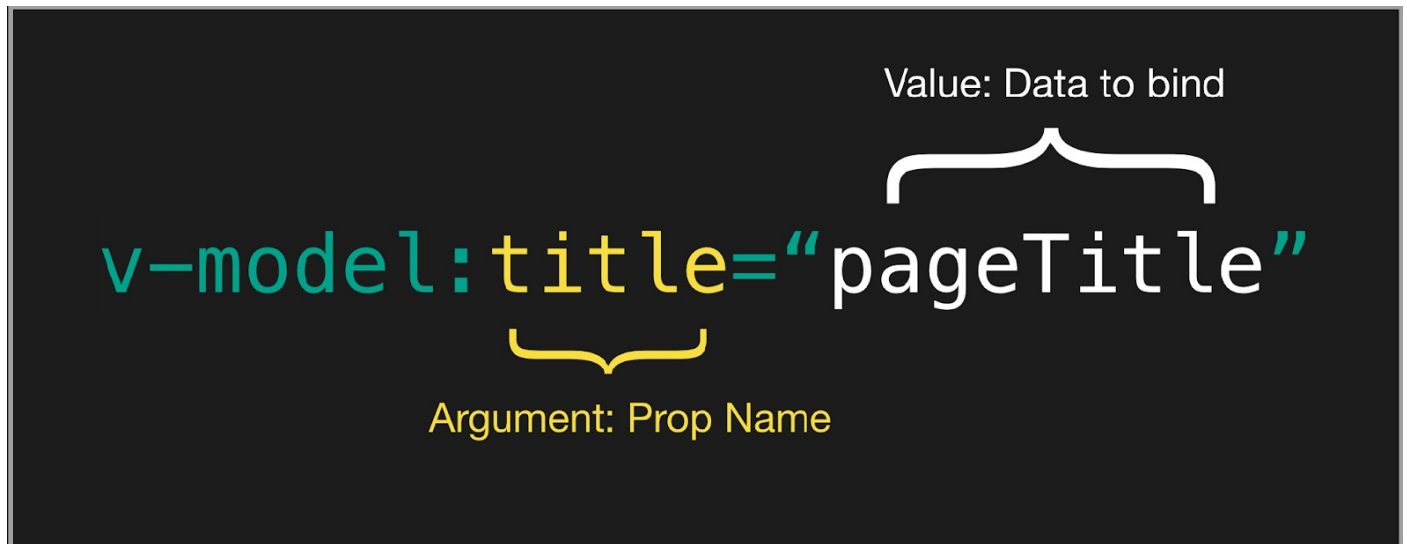 Value: Data to bind
v-model:title=“pageTitle”
Argument: Prop Name